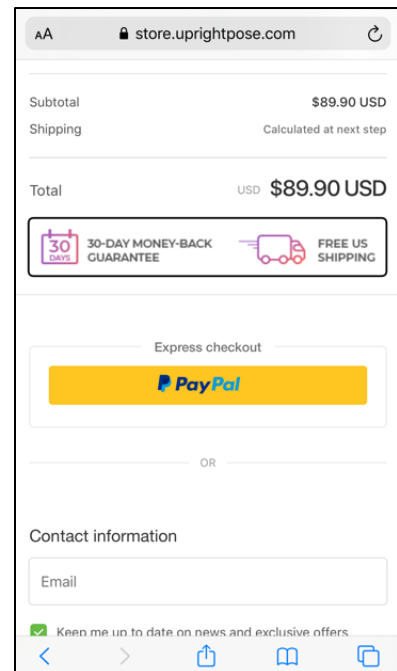 AA store.uprightpose.com
Subtotal $89.90 USD
Shipping Calculated at next step
Total USD $89.90 USD
30 DAYS 30-DAY MONEY-BACK GUARANTEE
FREE US SHIPPING
Express checkout
PayPal
OR
Contact information
Email
Keep me up to date on news and exclusive offers